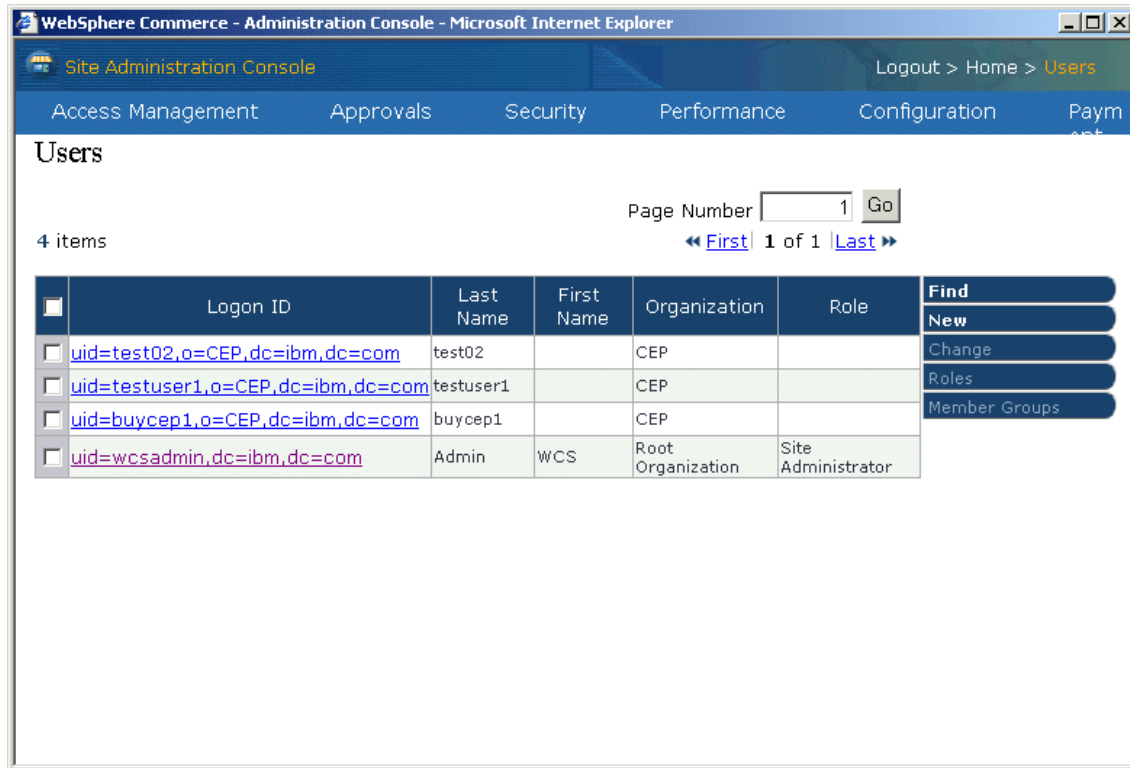 WebSphere Commerce - Administration Console - Microsoft Internet Explorer
Site Administration Console
Logout > Home > Users
Access Management Approvals Security Performance Configuration Paym
Users
Page Number 1 Go
4 items
First 1 of 1 Last
Logon ID Last Name First Name Organization Role
uid=test02,o=CEP,dc=ibm,dc=com test02 CEP
uid=testuser1,o=CEP,dc=ibm,dc=com testuser1 CEP
uid=buycep1,o=CEP,dc=ibm,dc=com buycep1 CEP
uid=wcsadmin,dc=ibm,dc=com Admin WCS Root Organization Site Administrator
Find
New
Change
Roles
Member Groups